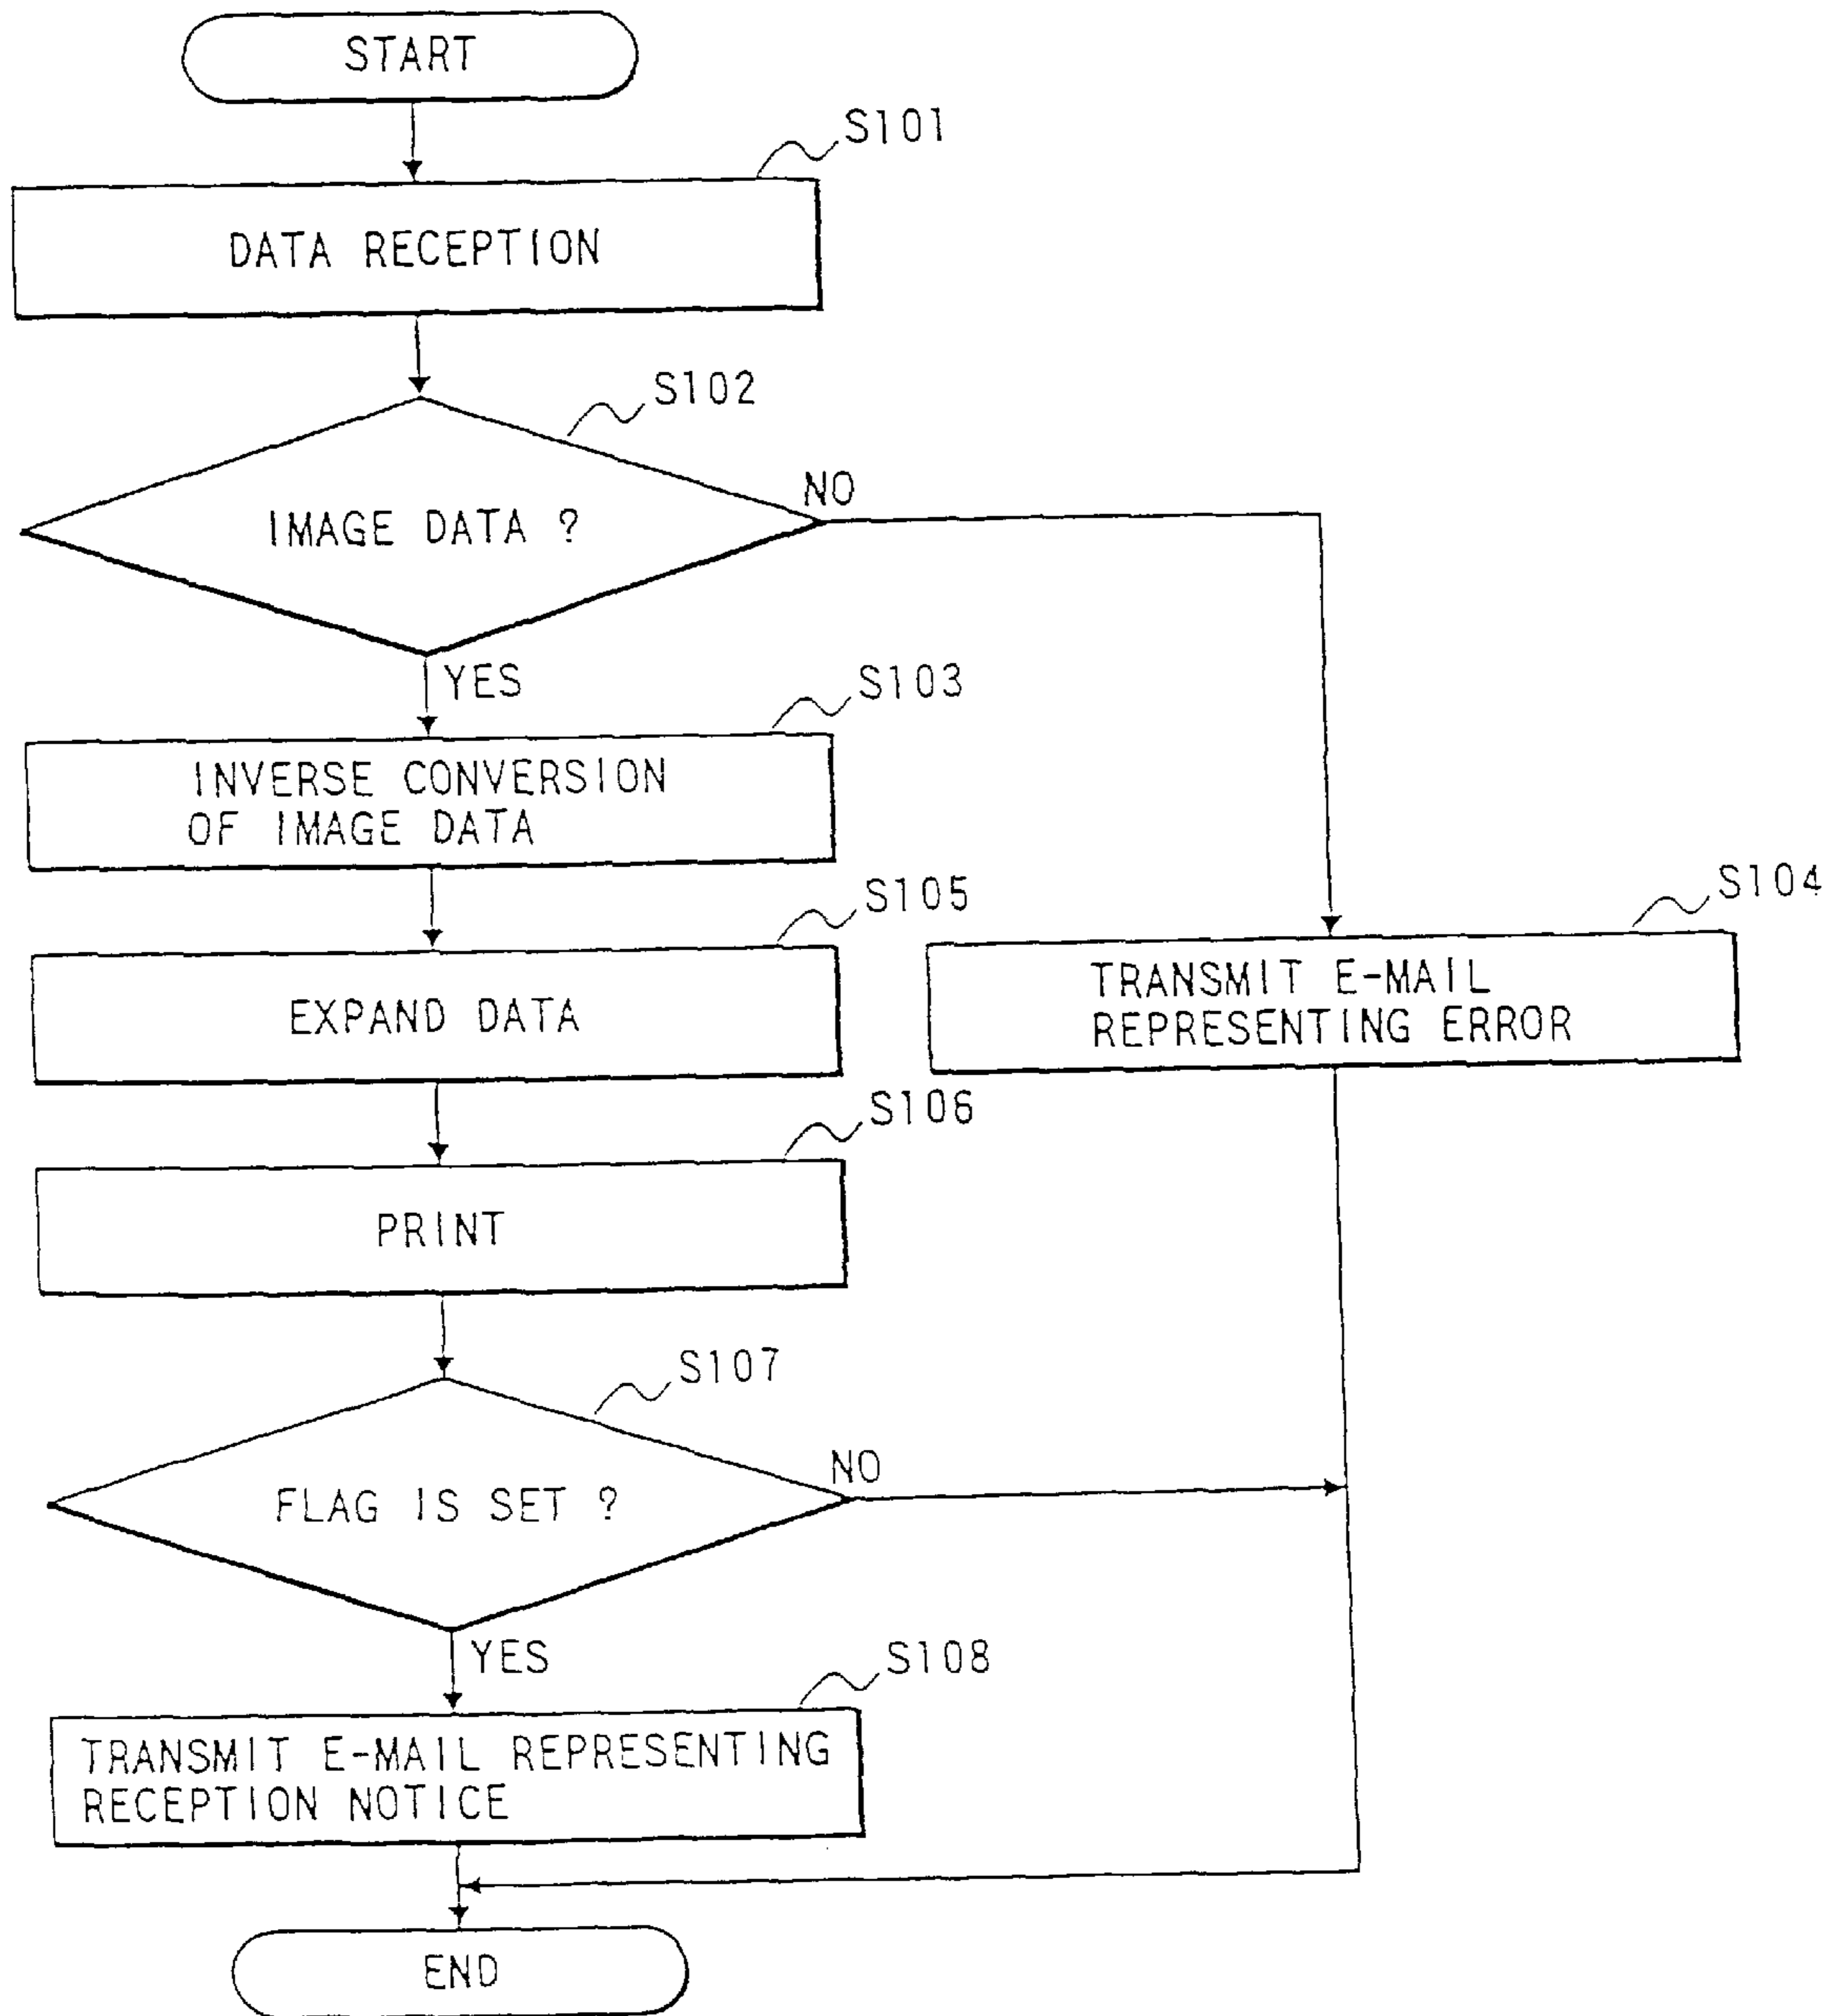 START
S101
DATA RECEPTION
S102
IMAGE DATA ?
NO
YES
S103
INVERSE CONVERSION
OF IMAGE DATA
S105
EXPAND DATA
S104
TRANSMIT E-MAIL
REPRESENTING ERROR
S106
PRINT
S107
FLAG IS SET ?
NO
YES
S108
TRANSMIT E-MAIL REPRESENTING
RECEPTION NOTICE
END